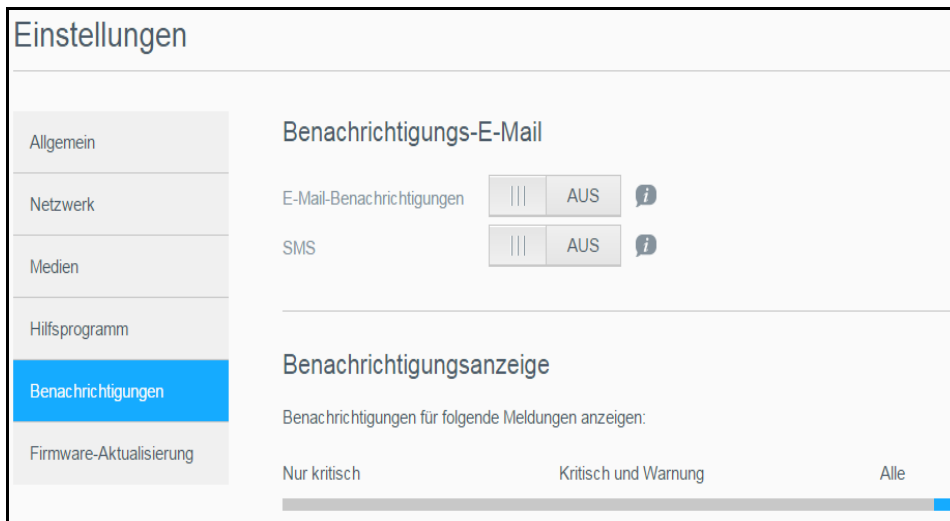 Einstellungen
Allgemein
Netzwerk
Medien
Hilfsprogramm
Benachrichtigungen
Firmware-Aktualisierung
Benachrichtigungs-E-Mail
E-Mail-Benachrichtigungen AUS
SMS AUS
Benachrichtigungsanzeige
Benachrichtigungen für folgende Meldungen anzeigen:
Nur kritisch Kritisch und Warnung Alle